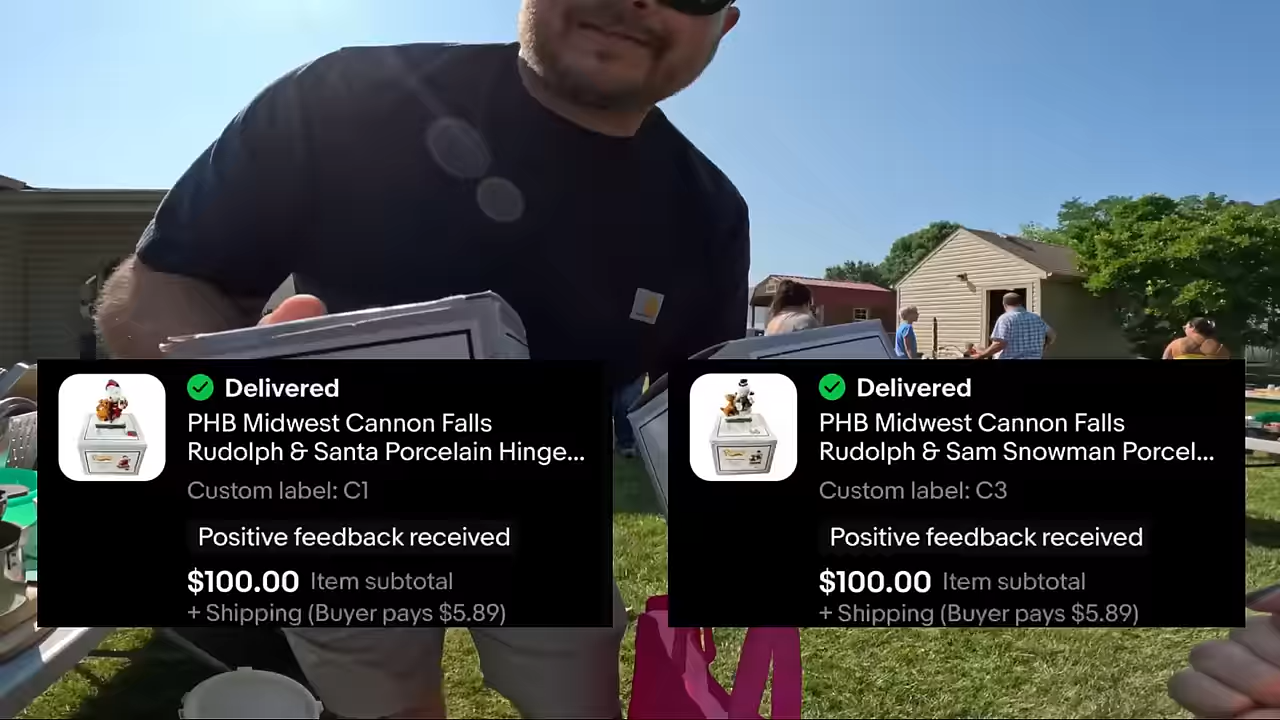 Delivered
PHB Midwest Cannon Falls
Rudolph & Santa Porcelain Hinge...
Custom label: C1
Positive feedback received
$100.00 Item subtotal
+ Shipping (Buyer pays $5.89)
Delivered
PHB Midwest Cannon Falls
Rudolph & Sam Snowman Porcel...
Custom label: C3
Positive feedback received
$100.00 Item subtotal
+ Shipping (Buyer pays $5.89)